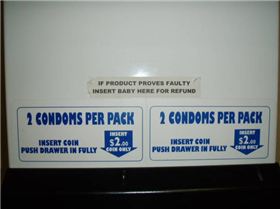 IF PRODUCT PROVES FAULTY
INSERT BABY HERE FOR REFUND
2 CONDOMS PER PACK
INSERT COIN
PUSH DRAWER IN FULLY
INSERT
$2.00
COIN ONLY
2 CONDOMS PER PACK
INSERT COIN
PUSH DRAWER IN FULLY
INSERT
$2.00
COIN ONLY